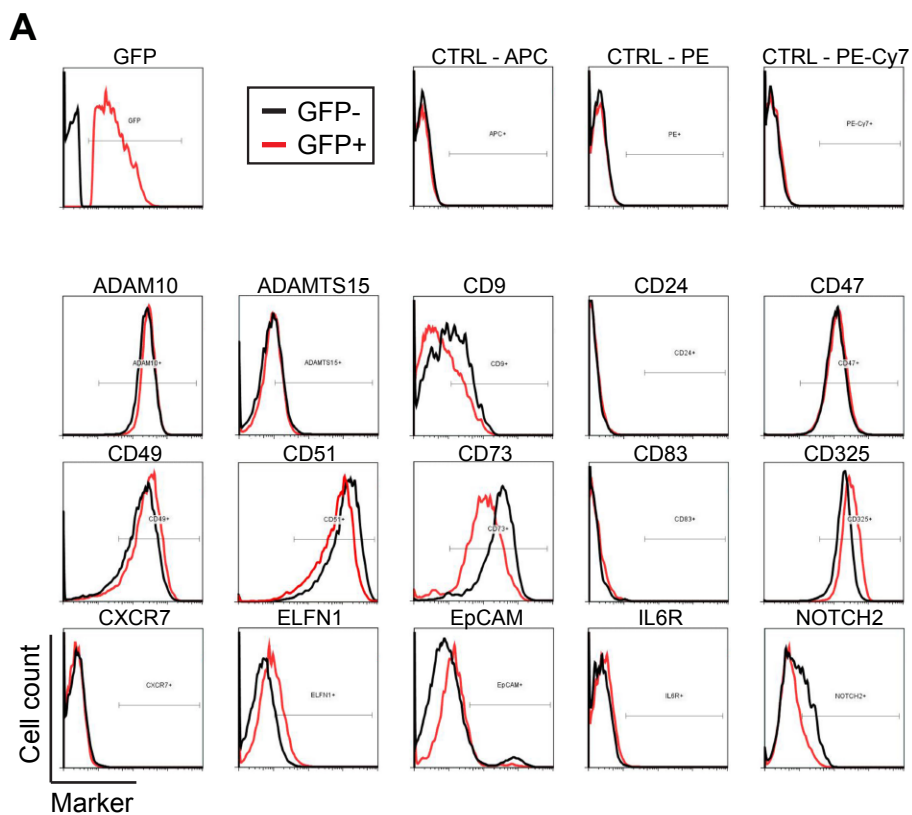 A
GFP
CTRL - APC
CTRL - PE
CTRL - PE-Cy7
GFP
GFP-
GFP+
APC+
PE+
PE-Cy7+
ADAM10
ADAMTS15
CD9
CD24
CD47
ADAM10+
ADAMTS15+
CD9+
CD24+
CD47+
CD49
CD51
CD73
CD83
CD325
CD49+
CD51+
CD73+
CD83+
CD325+
CXCR7
ELFN1
EpCAM
IL6R
NOTCH2
CXCR7+
ELFN1+
EpCAM+
IL6R+
NOTCH2+
Cell count
Marker